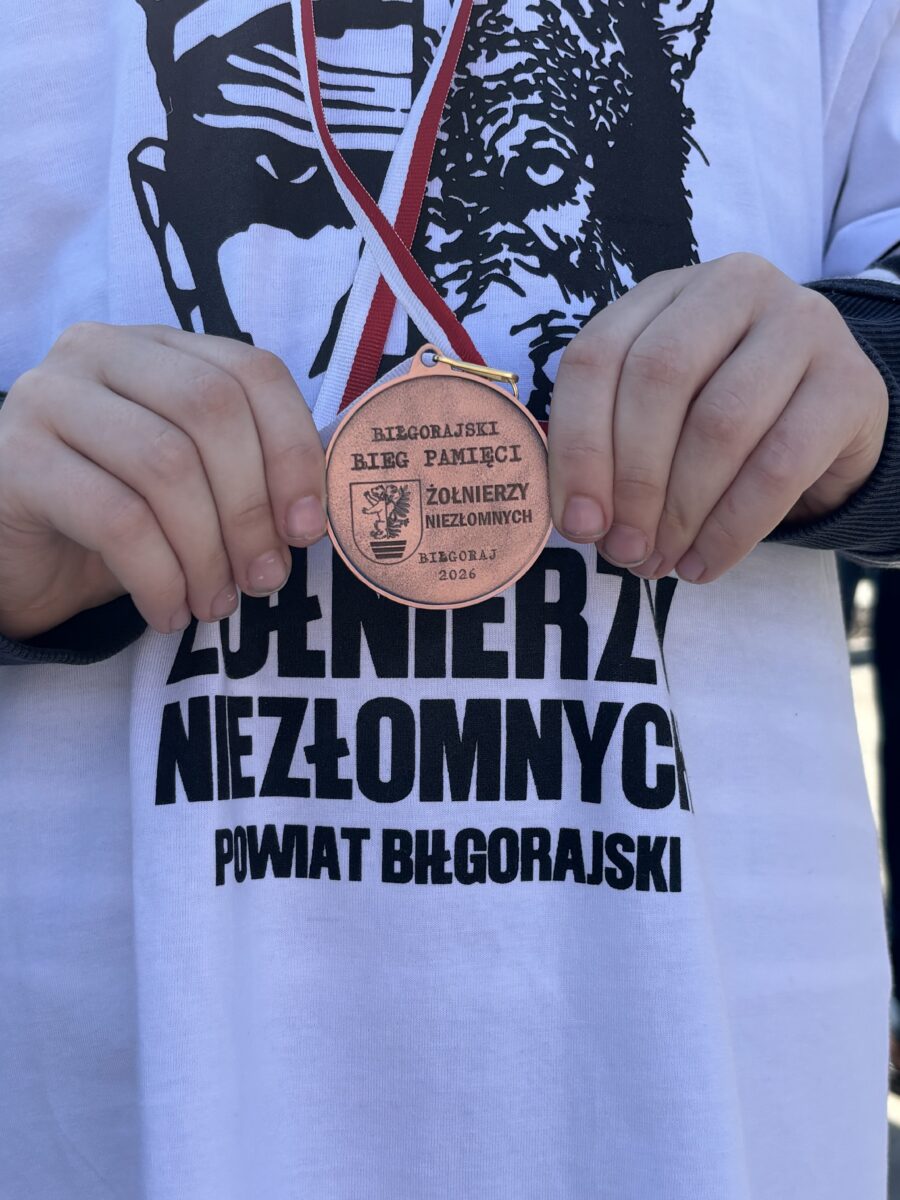 BIŁGORAJSKI
BIEG PAMIĘCI
ŻOŁNIERZY
NIEZŁOMNYCH
BIŁGORAJ
2026
ŻOŁNIERZY
NIEZŁOMNYCH
POWIAT BIŁGORAJSKI